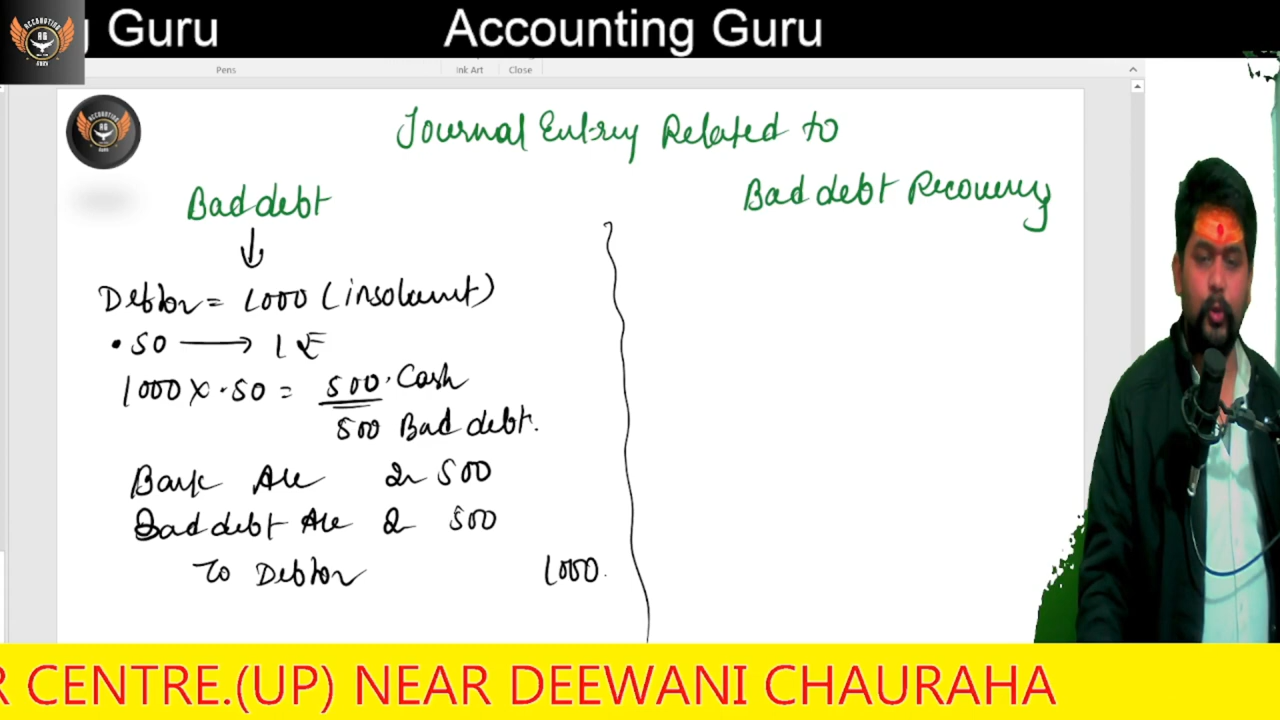 g Guru
Accounting Guru
Pens
Ink Art
Close
Journal Entry Related to
Bad debt
Bad debt Recovery
Debtor = 1000 (insolvent)
.50 → 1 ₹
1000 X .50 = 500. Cash
500 Bad debt.
Bank A/c Dr 500
Bad debt A/c Dr 500
To Debtor 1000.
R CENTRE.(UP) NEAR DEEWANI CHAURAHA